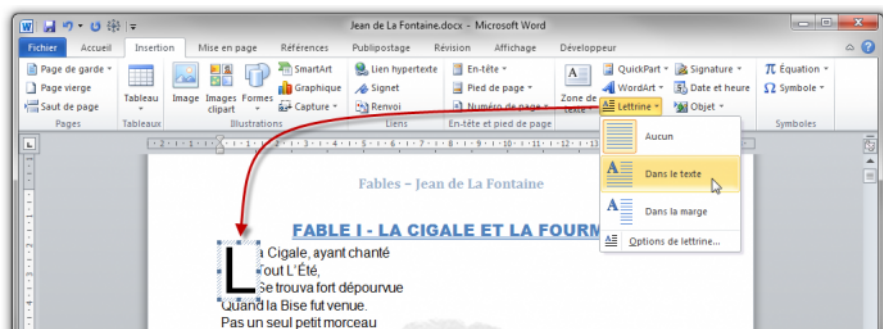 Jean de La Fontaine.docx - Microsoft Word
Fichier Accueil Insertion Mise en page Références Publipostage Révision Affichage Développeur
Page de garde
Page vierge
Saut de page
Pages
Tableau
Tableaux
Image
Images clipart
Formes
SmartArt
Graphique
Capture
Illustrations
Lien hypertexte
Signet
Renvoi
Liens
En-tête
Pied de page
Numéro de page
En-tête et pied de page
Zone de texte
QuickPart
WordArt
Lettrine
Signature
Date et heure
Objet
Équation
Symbole
Symboles
Aucun
Dans le texte
Dans la marge
Options de lettrine...
Fables – Jean de La Fontaine
FABLE I - LA CIGALE ET LA FOURM
La Cigale, ayant chanté
Tout L'Été,
Se trouva fort dépourvue
Quand la Bise fut venue.
Pas un seul petit morceau